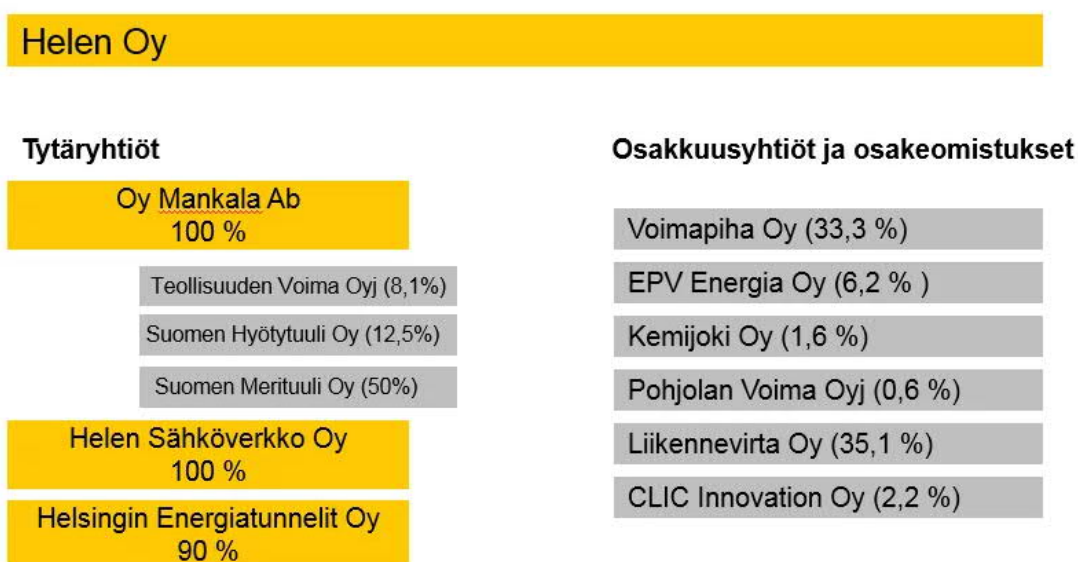 Helen Oy
Tytäryhtiöt
Oy Mankala Ab
100 %
Teollisuuden Voima Oyj (8,1%)
Suomen Hyötytuuli Oy (12,5%)
Suomen Merituuli Oy (50%)
Helen Sähköverkko Oy
100 %
Helsingin Energiatunnelit Oy
90 %
Osakkuusyhtiöt ja osakeomistukset
Voimapiha Oy (33,3 %)
EPV Energia Oy (6,2 % )
Kemijoki Oy (1,6 %)
Pohjolan Voima Oyj (0,6 %)
Liikennevirta Oy (35,1 %)
CLIC Innovation Oy (2,2 %)